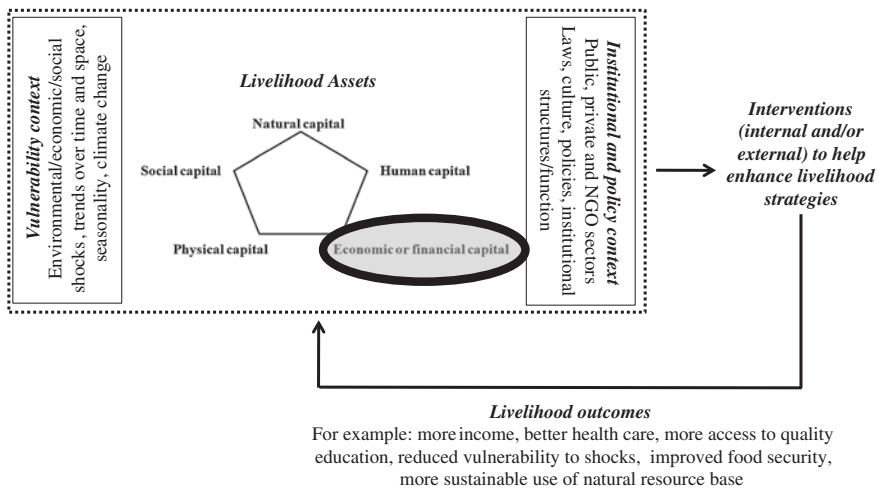 Vulnerability context
Environmental/economic/social
shocks, trends over time and space,
seasonality, climate change
Livelihood Assets
Natural capital
Social capital
Human capital
Physical capital
Economic or financial capital
Institutional and policy context
Public, private and NGO sectors
Laws, culture, policies, institutional
structures/function
Interventions
(internal and/or
external) to help
enhance livelihood
strategies
Livelihood outcomes
For example: more income, better health care, more access to quality
education, reduced vulnerability to shocks, improved food security,
more sustainable use of natural resource base